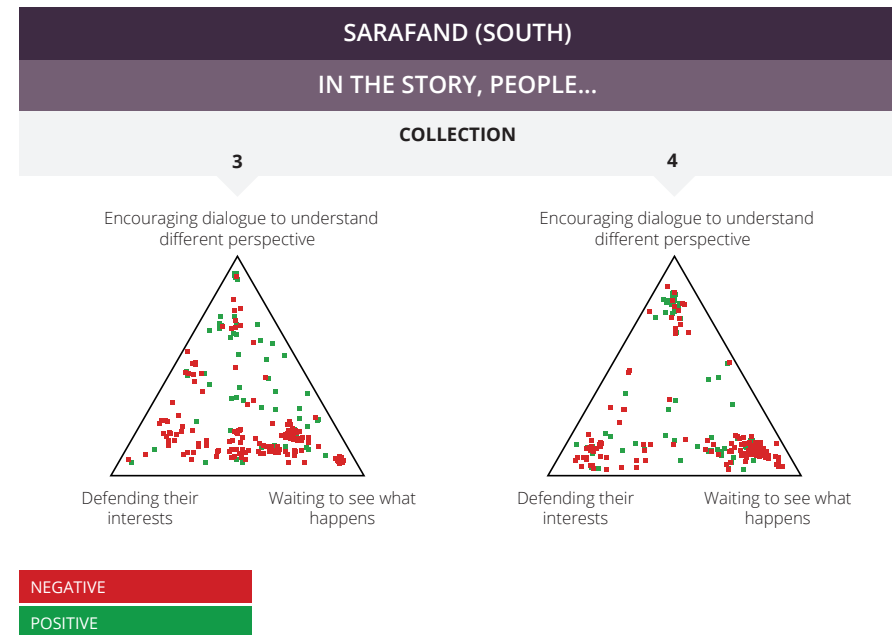 SARAFAND (SOUTH)
IN THE STORY, PEOPLE...
COLLECTION
3
4
Encouraging dialogue to understand
different perspective
Encouraging dialogue to understand
different perspective
Defending their
interests
Waiting to see what
happens
Defending their
interests
Waiting to see what
happens
NEGATIVE
POSITIVE